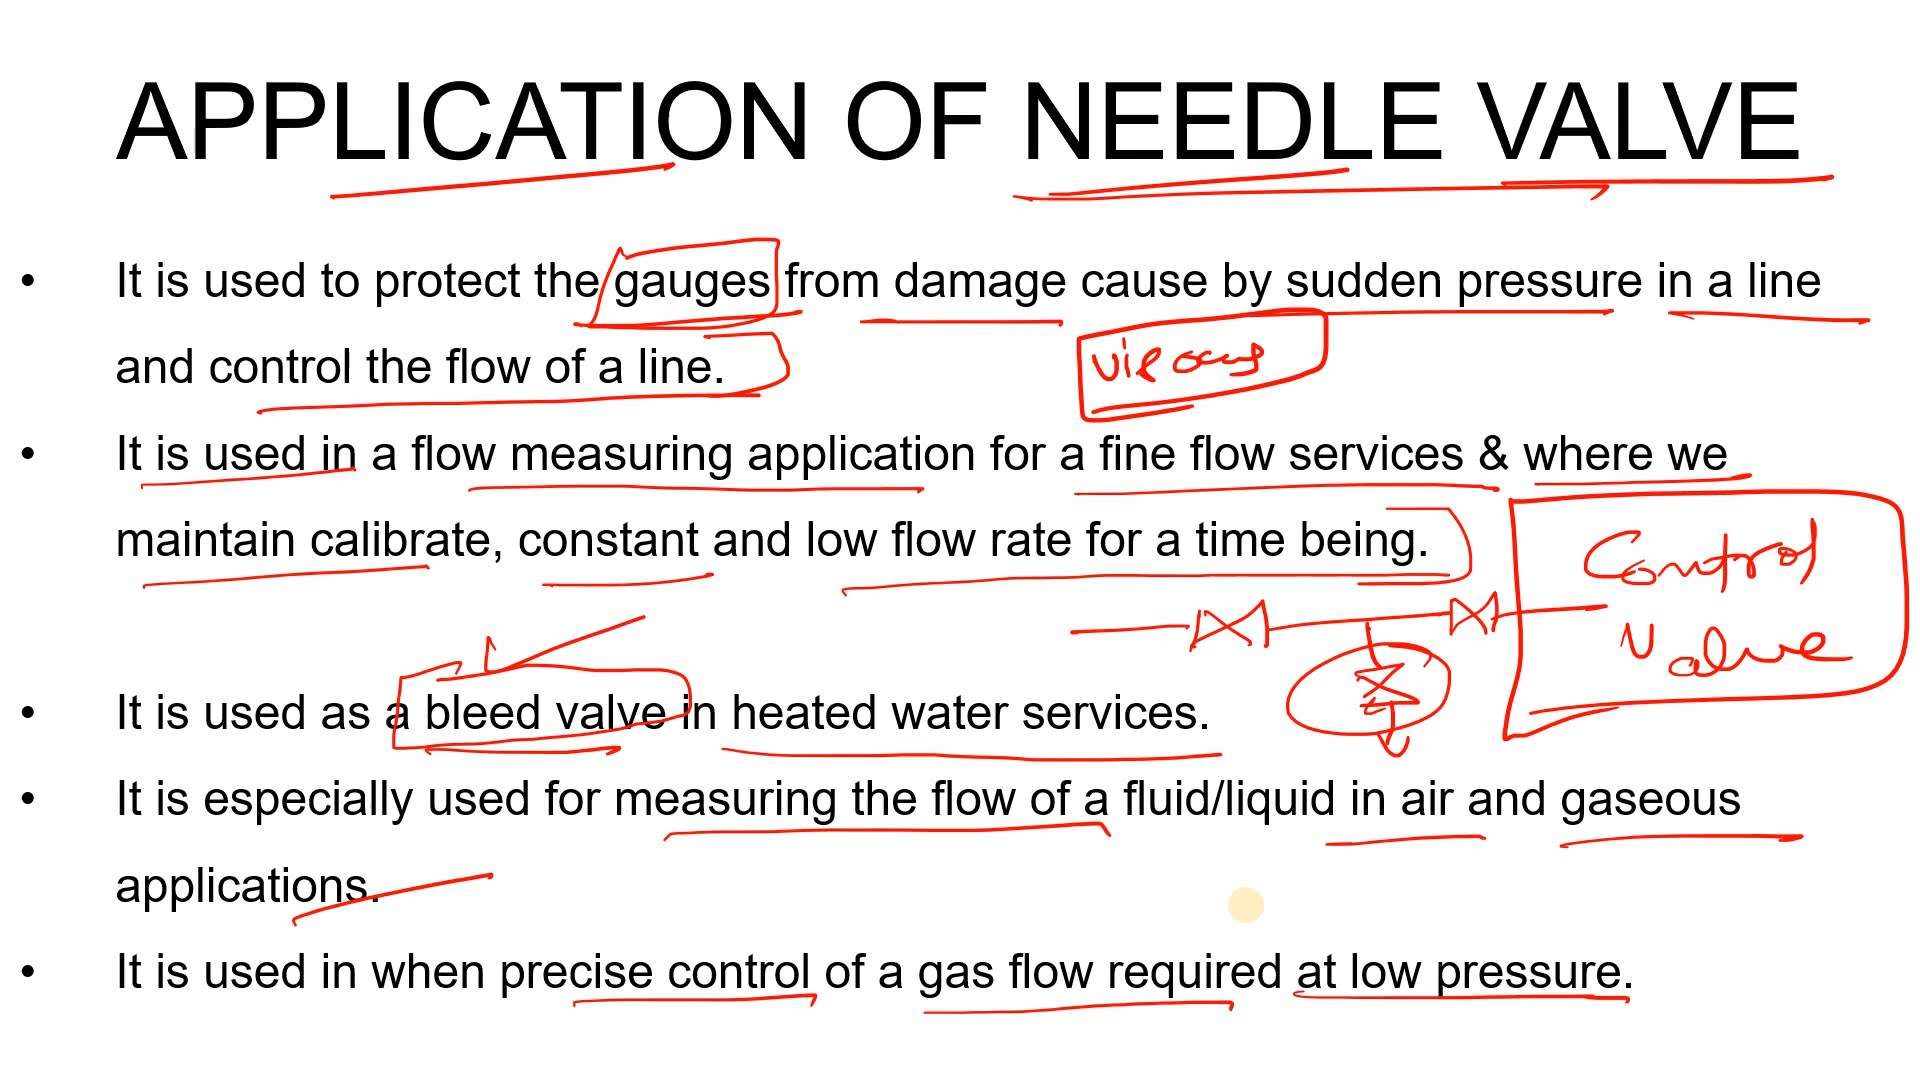 APPLICATION OF NEEDLE VALVE
• It is used to protect the gauges from damage cause by sudden pressure in a line
and control the flow of a line.
• It is used in a flow measuring application for a fine flow services & where we
maintain calibrate, constant and low flow rate for a time being.
Control
Valve
• It is used as a bleed valve in heated water services.
• It is especially used for measuring the flow of a fluid/liquid in air and gaseous
applications.
• It is used in when precise control of a gas flow required at low pressure.